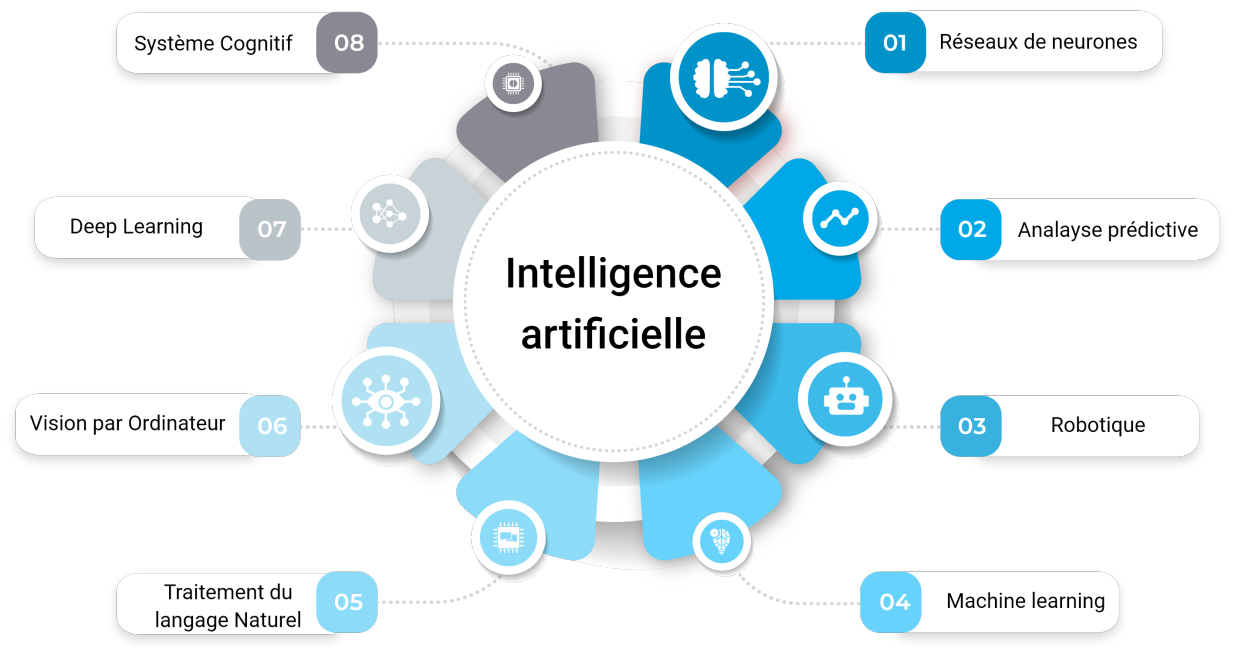 Intelligence
artificielle
01
Réseaux de neurones
02
Analayse prédictive
03
Robotique
04
Machine learning
05
Traitement du
langage Naturel
06
Vision par Ordinateur
07
Deep Learning
08
Système Cognitif